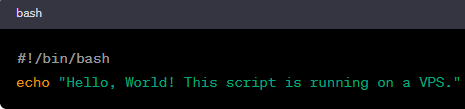 bash
#!/bin/bash
echo "Hello, World! This script is running on a VPS."